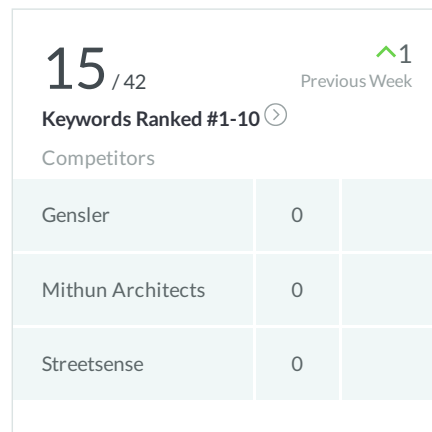 15 / 42
1
Previous Week
Keywords Ranked #1-10
Competitors
Gensler 0
Mithun Architects 0
Streetsense 0